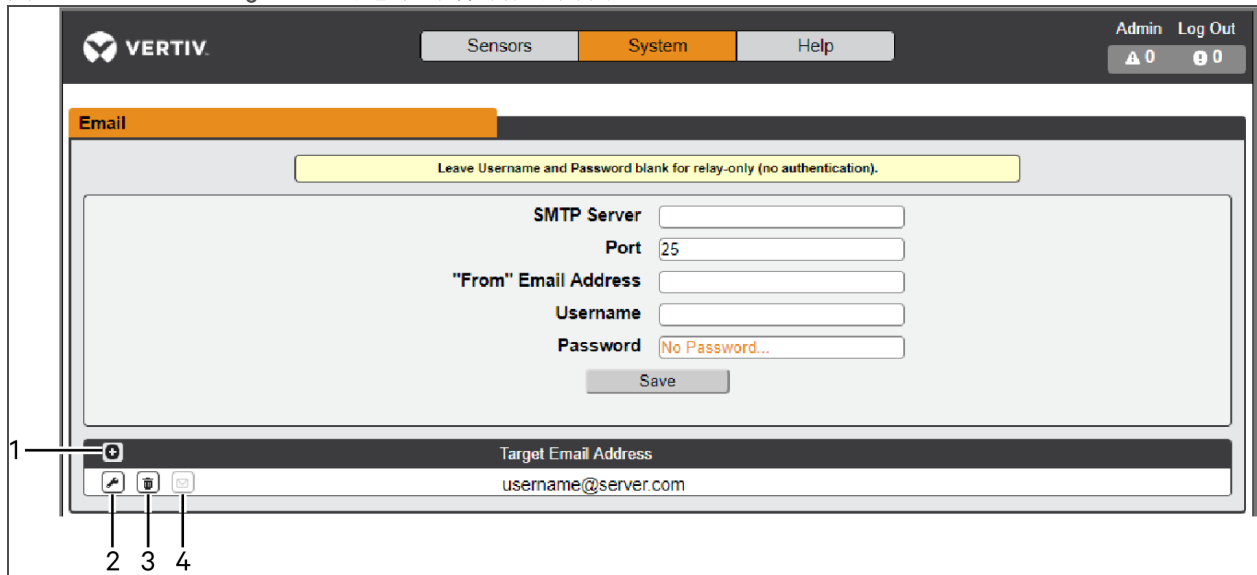 VERTIV.
Sensors
System
Help
Admin Log Out
0 0
Email
Leave Username and Password blank for relay-only (no authentication).
SMTP Server
Port 25
"From" Email Address
Username
Password No Password...
Save
1
Target Email Address
username@server.com
2 3 4